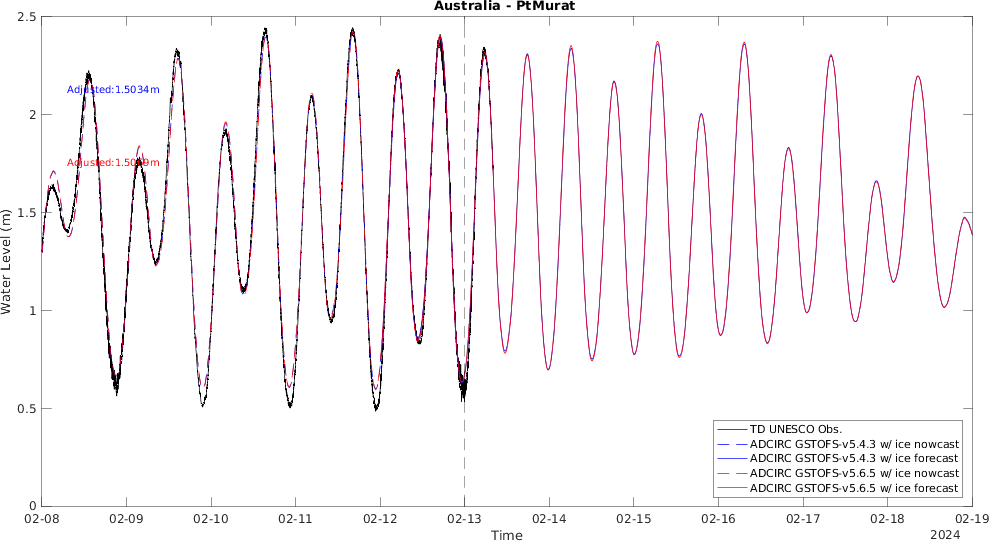 Australia - PtMurat
2.5
2
1.5
1
0.5
0
Water Level (m)
Adjusted:1.5034m
02-08
02-09
02-10
02-11
02-12
02-13
02-14
02-15
02-16
02-17
02-18
02-19
Time
2024
TD UNESCO Obs.
ADCIRC GSTOFS-v5.4.3 w/ ice nowcast
ADCIRC GSTOFS-v5.4.3 w/ ice forecast
ADCIRC GSTOFS-v5.6.5 w/ ice nowcast
ADCIRC GSTOFS-v5.6.5 w/ ice forecast